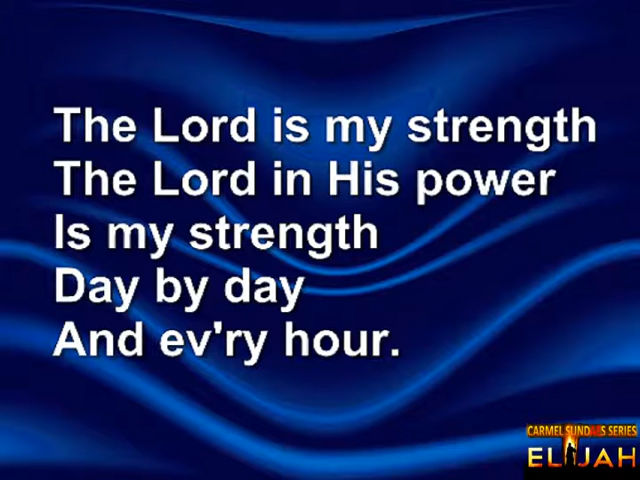 The Lord is my strength
The Lord in His power
Is my strength
Day by day
And ev'ry hour.
CARMEL SUNDAYS SERIES
ELIJAH